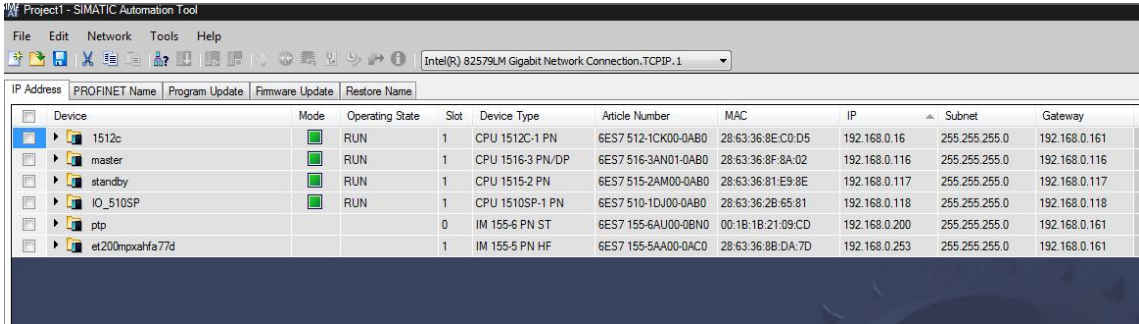 Project1 - SIMATIC Automation Tool
File Edit Network Tools Help
Intel(R) 82579LM Gigabit Network Connection.TCPIP.1
IP Address PROFINET Name Program Update Firmware Update Restore Name
Device Mode Operating State Slot Device Type Article Number MAC IP Subnet Gateway
1512c RUN 1 CPU 1512C-1 PN 6ES7 512-1CK00-0AB0 28:63:36:8E:C0:D5 192.168.0.16 255.255.255.0 192.168.0.161
master RUN 1 CPU 1516-3 PN/DP 6ES7 516-3AN01-0AB0 28:63:36:8F:8A:02 192.168.0.116 255.255.255.0 192.168.0.116
standby RUN 1 CPU 1515-2 PN 6ES7 515-2AM00-0AB0 28:63:36:81:E9:8E 192.168.0.117 255.255.255.0 192.168.0.117
IO_510SP RUN 1 CPU 1510SP-1 PN 6ES7 510-1DJ00-0AB0 28:63:36:2B:65:81 192.168.0.118 255.255.255.0 192.168.0.118
ptp 0 IM 155-6 PN ST 6ES7 155-6AU00-0BN0 00:1B:1B:21:09:CD 192.168.0.200 255.255.255.0 192.168.0.161
et200mpxahfa77d 1 IM 155-5 PN HF 6ES7 155-5AA00-0AC0 28:63:36:8B:DA:7D 192.168.0.253 255.255.255.0 192.168.0.161